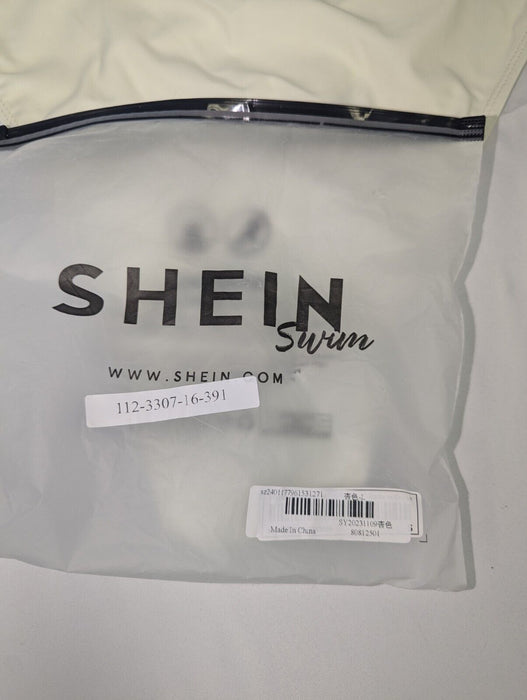 SHEIN
Swim
WWW.SHEIN.COM
112-3307-16-391
杏色-L
SY20231109杏色
Made In China
80812501
S